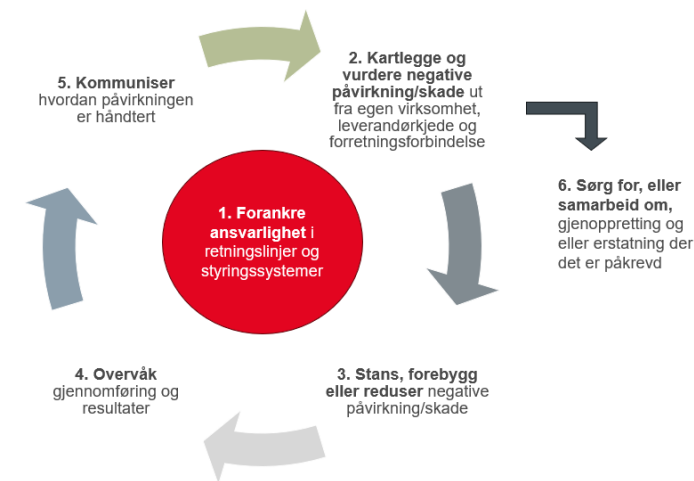 1. Forankre
ansvarlighet i
retningslinjer og
styringssystemer
2. Kartlegge og
vurdere negative
påvirkning/skade ut
fra egen virksomhet,
leverandørkjede og
forretningsforbindelse
3. Stans, forebygg
eller reduser negative
påvirkning/skade
4. Overvåk
gjennomføring og
resultater
5. Kommuniser
hvordan påvirkningen
er håndtert
6. Sørg for, eller
samarbeid om,
gjenoppretting og
eller erstatning der
det er påkrevd